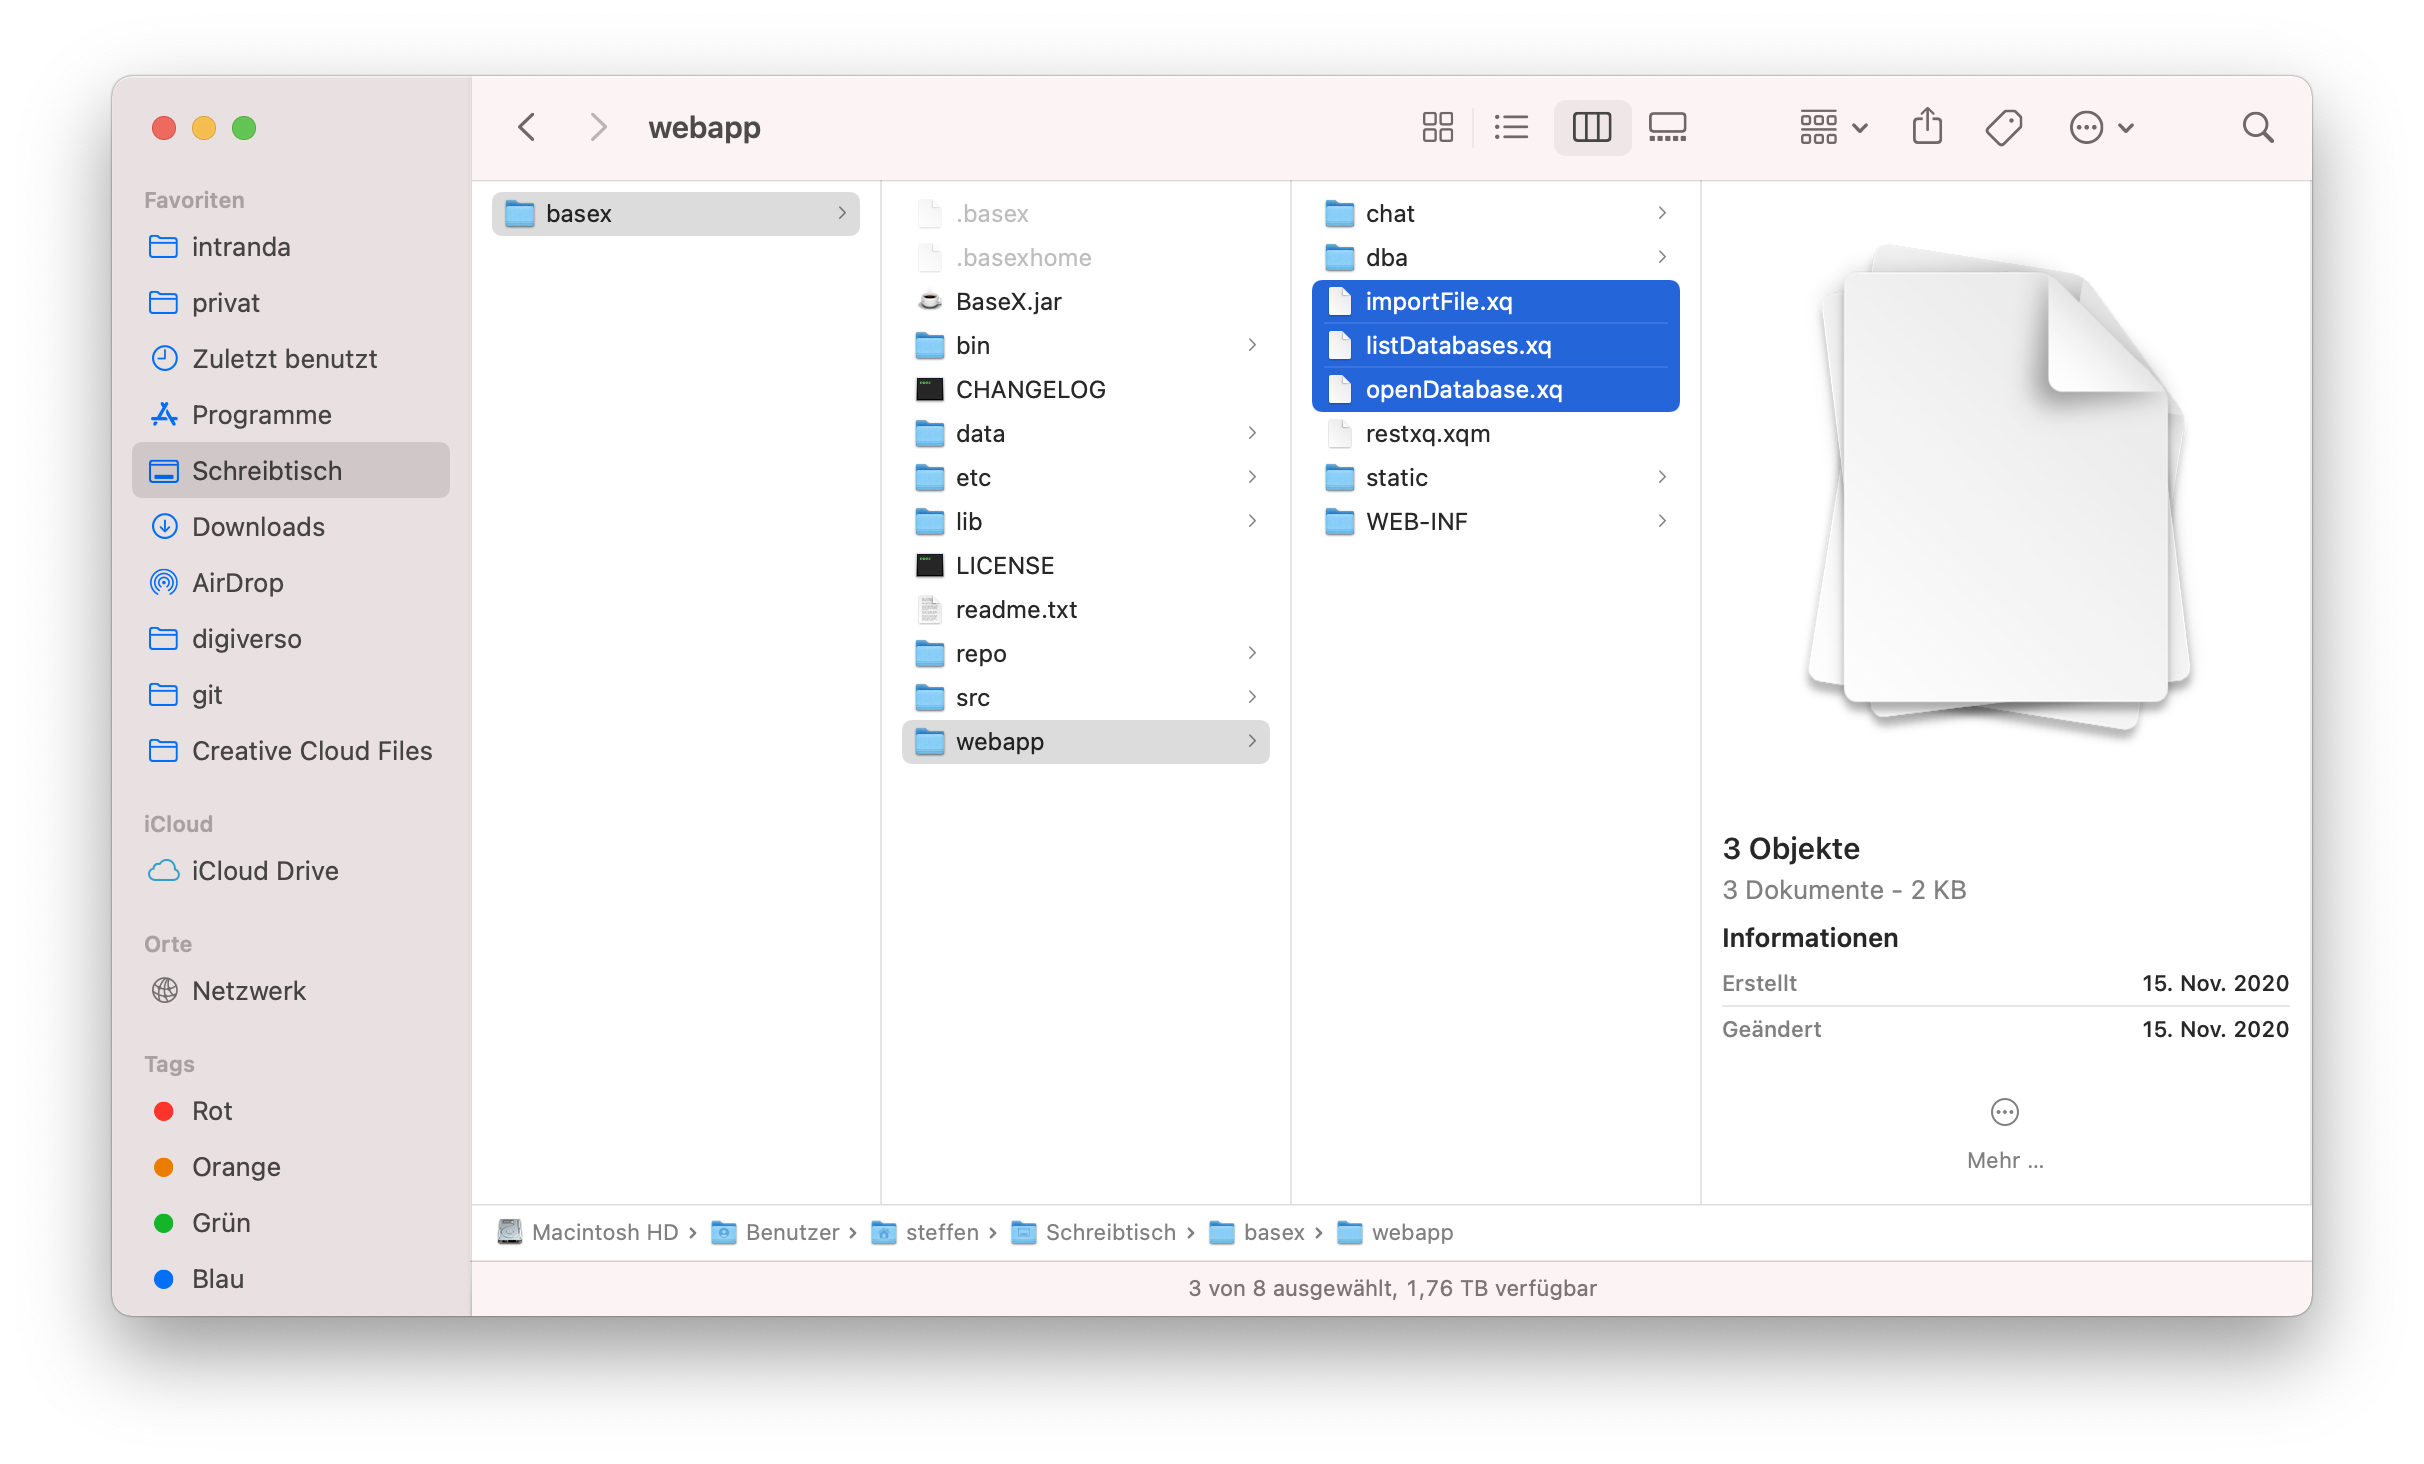 webapp
Favoriten
intranda
privat
Zuletzt benutzt
Programme
Schreibtisch
Downloads
AirDrop
digiverso
git
Creative Cloud Files
iCloud
iCloud Drive
Orte
Netzwerk
Tags
Rot
Orange
Grün
Blau
basex
.basex
.basexhome
BaseX.jar
bin
CHANGELOG
data
etc
lib
LICENSE
readme.txt
repo
src
webapp
chat
dba
importFile.xq
listDatabases.xq
openDatabase.xq
restxq.xqm
static
WEB-INF
3 Objekte
3 Dokumente - 2 KB
Informationen
Erstellt 15. Nov. 2020
Geändert 15. Nov. 2020
Mehr ...
Macintosh HD › Benutzer › steffen › Schreibtisch › basex › webapp
3 von 8 ausgewählt, 1,76 TB verfügbar